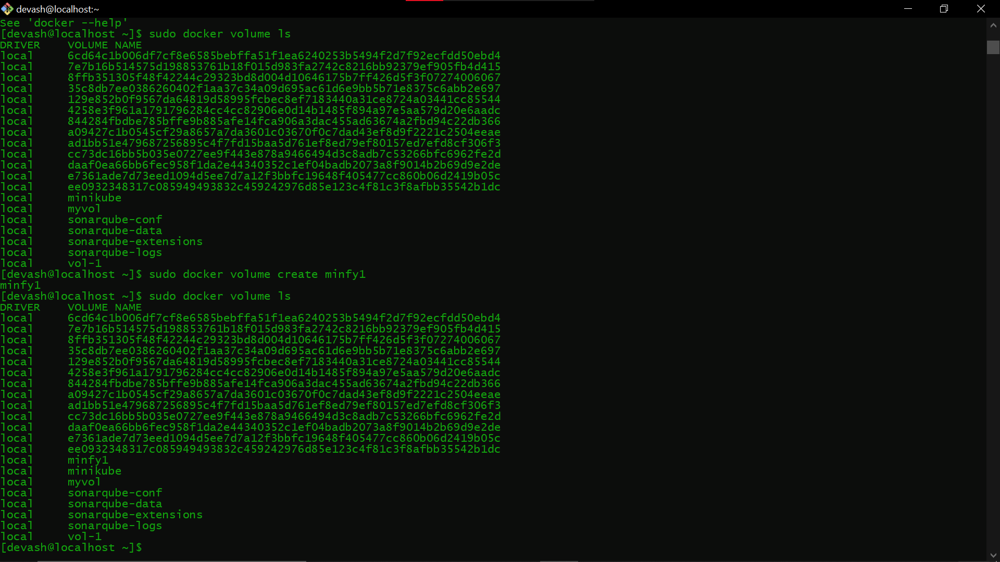 devash@localhost:~
See 'docker --help'
[devash@localhost ~]$ sudo docker volume ls
DRIVER    VOLUME NAME
local     6cd64c1b006df7cf8e6585bebffa51f1ea6240253b5494f2d7f92ecfdd50ebd4
local     7e7b16b514575d198853761b18f015d983fa2742c8216bb92379ef905fb4d415
local     8ffb351305f48f42244c29323bd8d004d10646175b7ff426d5f3f07274006067
local     35c8db7ee0386260402f1aa37c34a09d695ac61d6e9bb5b71e8375c6abb2e697
local     129e852b0f9567da64819d58995fcbec8ef7183440a31ce8724a03441cc85544
local     4258e3f961a1791796284cc4cc82906e0d14b1485f894a97e5aa579d20e6aadc
local     844284fbdbe785bffe9b885afe14fca906a3dac455ad63674a2fbd94c22db366
local     a09427c1b0545cf29a8657a7da3601c03670f0c7dad43ef8d9f2221c2504eeae
local     ad1bb51e479687256895c4f7fd15baa5d761ef8ed79ef80157ed7efd8cf306f3
local     cc73dc16bb5b035e0727ee9f443e878a9466494d3c8adb7c53266bfc6962fe2d
local     daaf0ea66bb6fec958f1da2e44340352c1ef04badb2073a8f9014b2b69d9e2de
local     e7361ade7d73eed1094d5ee7d7a12f3bbfc19648f405477cc860b06d2419b05c
local     ee0932348317c085949493832c459242976d85e123c4f81c3f8afbb35542b1dc
local     minikube
local     myvol
local     sonarqube-conf
local     sonarqube-data
local     sonarqube-extensions
local     sonarqube-logs
local     vol-1
[devash@localhost ~]$ sudo docker volume create minfy1
minfy1
[devash@localhost ~]$ sudo docker volume ls
DRIVER    VOLUME NAME
local     6cd64c1b006df7cf8e6585bebffa51f1ea6240253b5494f2d7f92ecfdd50ebd4
local     7e7b16b514575d198853761b18f015d983fa2742c8216bb92379ef905fb4d415
local     8ffb351305f48f42244c29323bd8d004d10646175b7ff426d5f3f07274006067
local     35c8db7ee0386260402f1aa37c34a09d695ac61d6e9bb5b71e8375c6abb2e697
local     129e852b0f9567da64819d58995fcbec8ef7183440a31ce8724a03441cc85544
local     4258e3f961a1791796284cc4cc82906e0d14b1485f894a97e5aa579d20e6aadc
local     844284fbdbe785bffe9b885afe14fca906a3dac455ad63674a2fbd94c22db366
local     a09427c1b0545cf29a8657a7da3601c03670f0c7dad43ef8d9f2221c2504eeae
local     ad1bb51e479687256895c4f7fd15baa5d761ef8ed79ef80157ed7efd8cf306f3
local     cc73dc16bb5b035e0727ee9f443e878a9466494d3c8adb7c53266bfc6962fe2d
local     daaf0ea66bb6fec958f1da2e44340352c1ef04badb2073a8f9014b2b69d9e2de
local     e7361ade7d73eed1094d5ee7d7a12f3bbfc19648f405477cc860b06d2419b05c
local     ee0932348317c085949493832c459242976d85e123c4f81c3f8afbb35542b1dc
local     minfy1
local     minikube
local     myvol
local     sonarqube-conf
local     sonarqube-data
local     sonarqube-extensions
local     sonarqube-logs
local     vol-1
[devash@localhost ~]$